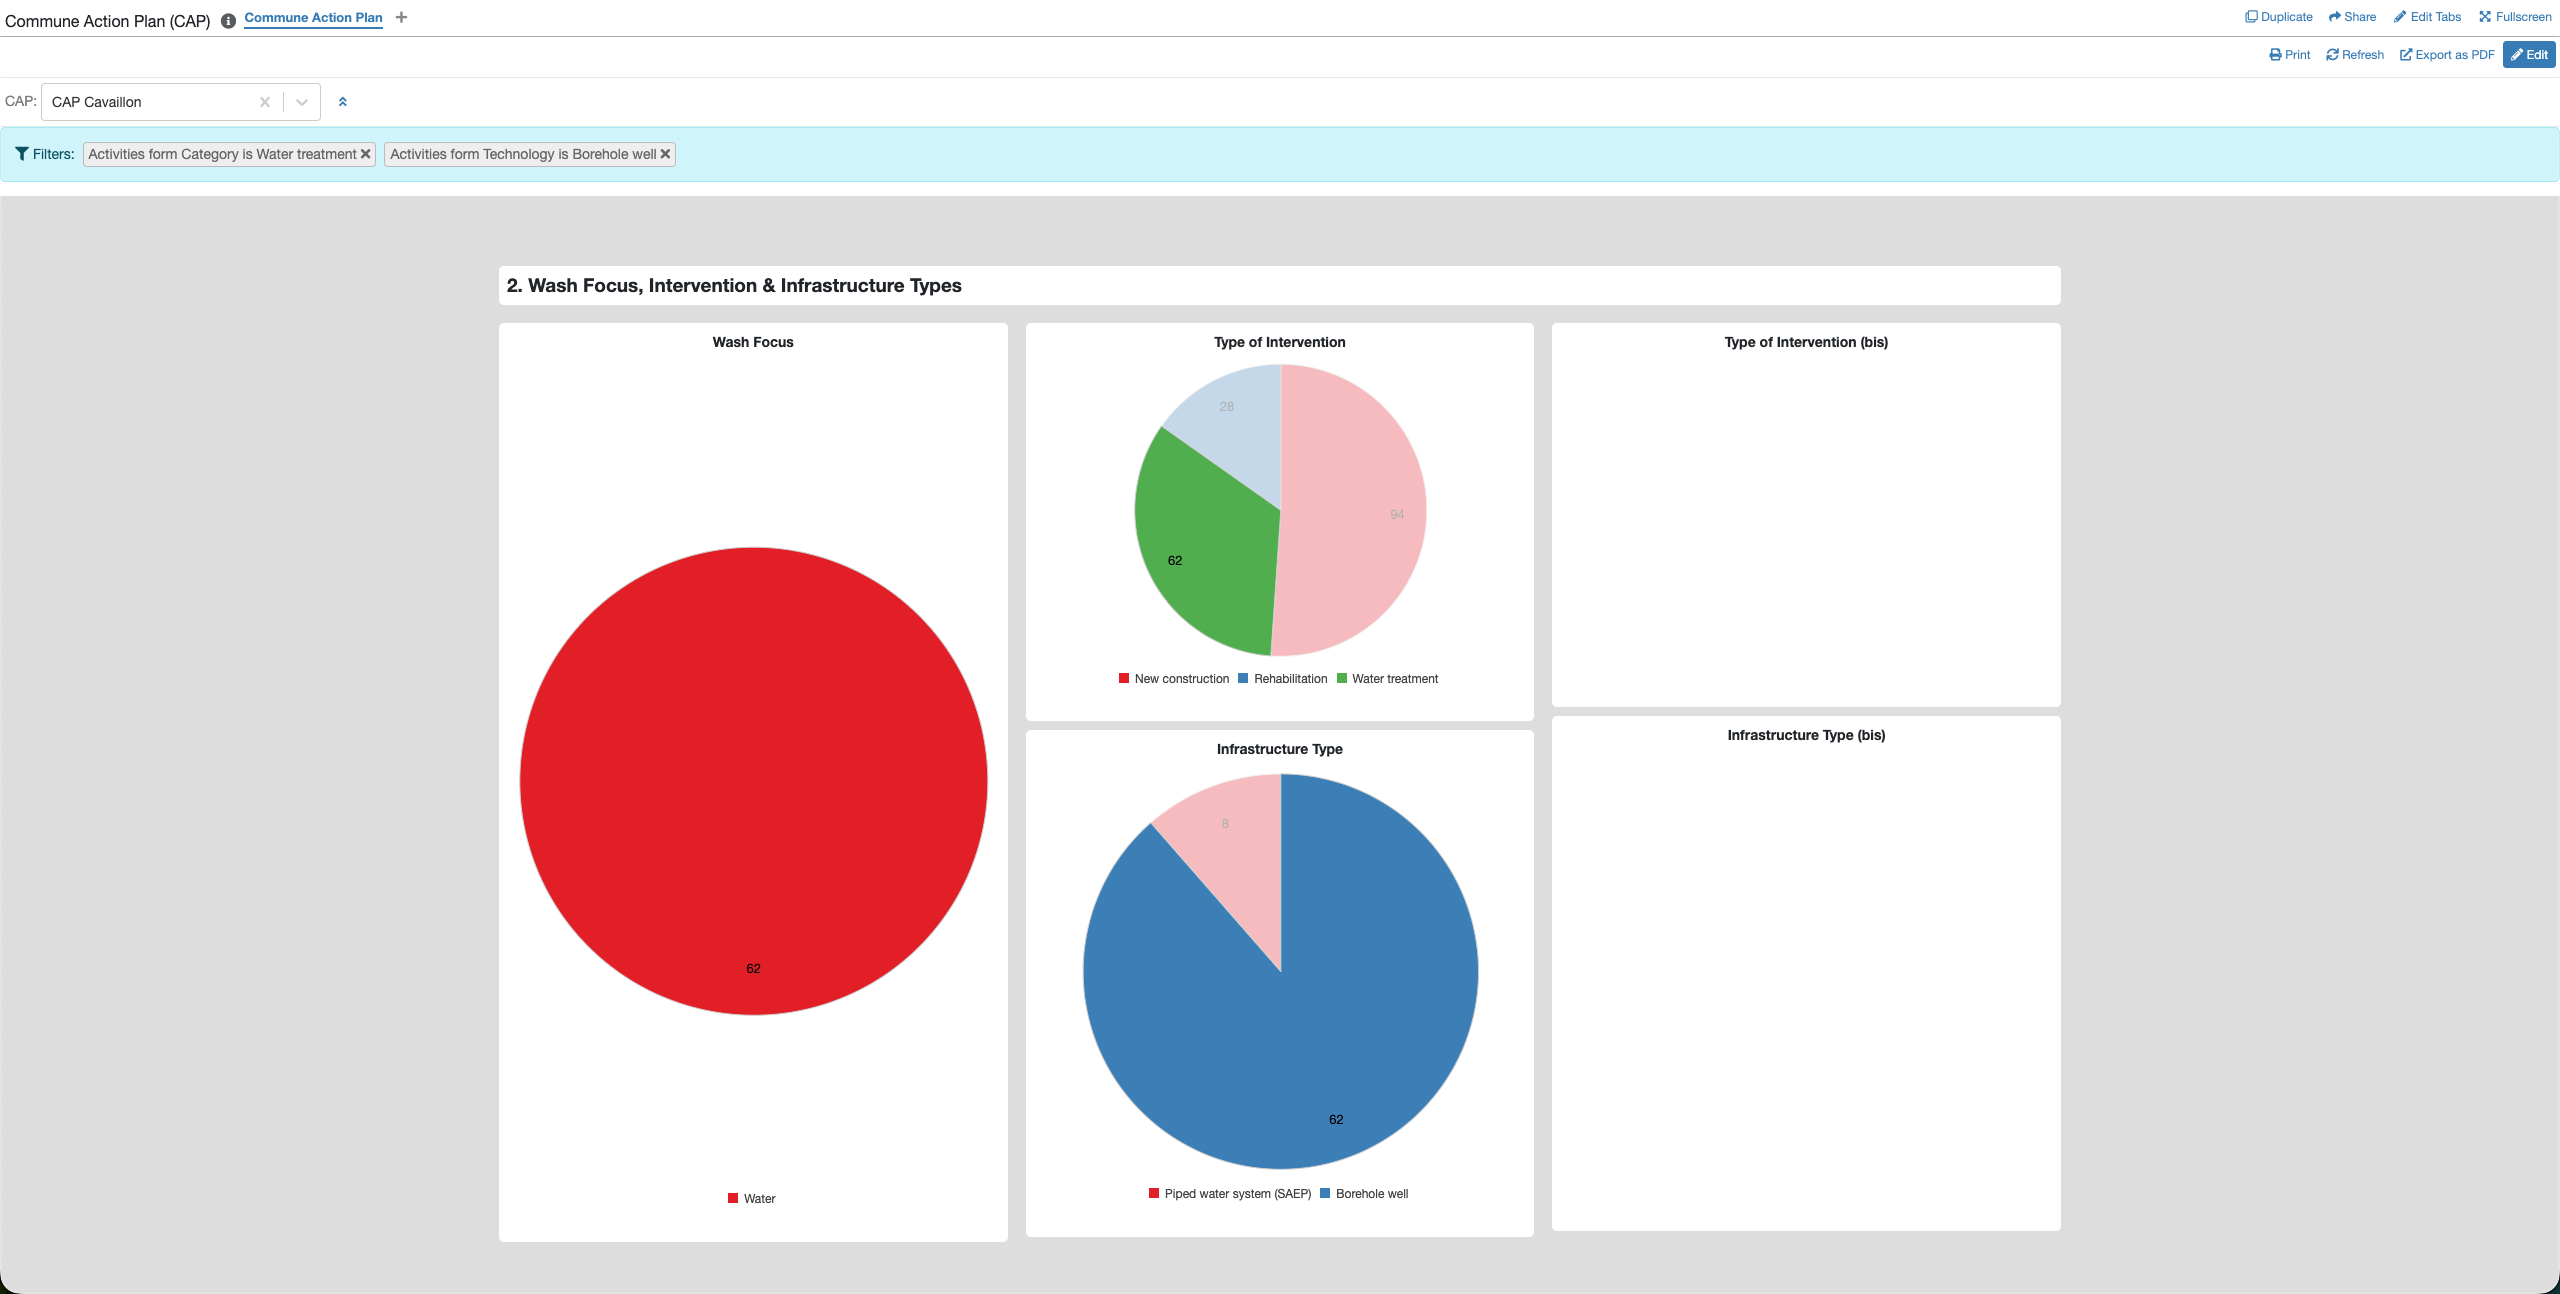 Commune Action Plan (CAP) Commune Action Plan
Duplicate Share Edit Tabs Fullscreen
Print Refresh Export as PDF Edit
CAP: CAP Cavaillon
Filters: Activities form Category is Water treatment Activities form Technology is Borehole well
2. Wash Focus, Intervention & Infrastructure Types
Wash Focus
62
Water
Type of Intervention
28
94
62
New construction Rehabilitation Water treatment
Infrastructure Type
8
62
Piped water system (SAEP) Borehole well
Type of Intervention (bis)
Infrastructure Type (bis)